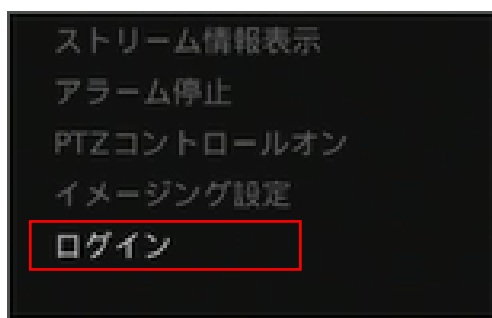 ストリーム情報表示
アラーム停止
PTZコントロールオン
イメージング設定
ログイン